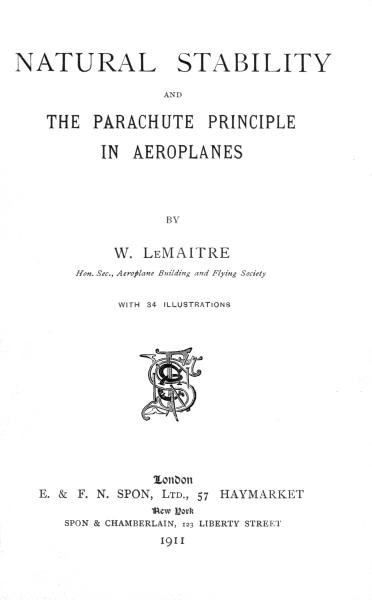 NATURAL STABILITY
AND
THE PARACHUTE PRINCIPLE
IN AEROPLANES
BY
W. LEMAITRE
Hon. Sec., Aeroplane Building and Flying Society
WITH 34 ILLUSTRATIONS
London
E. & F. N. SPON, LTD., 57 HAYMARKET
New York
SPON & CHAMBERLAIN, 123 LIBERTY STREET
1911